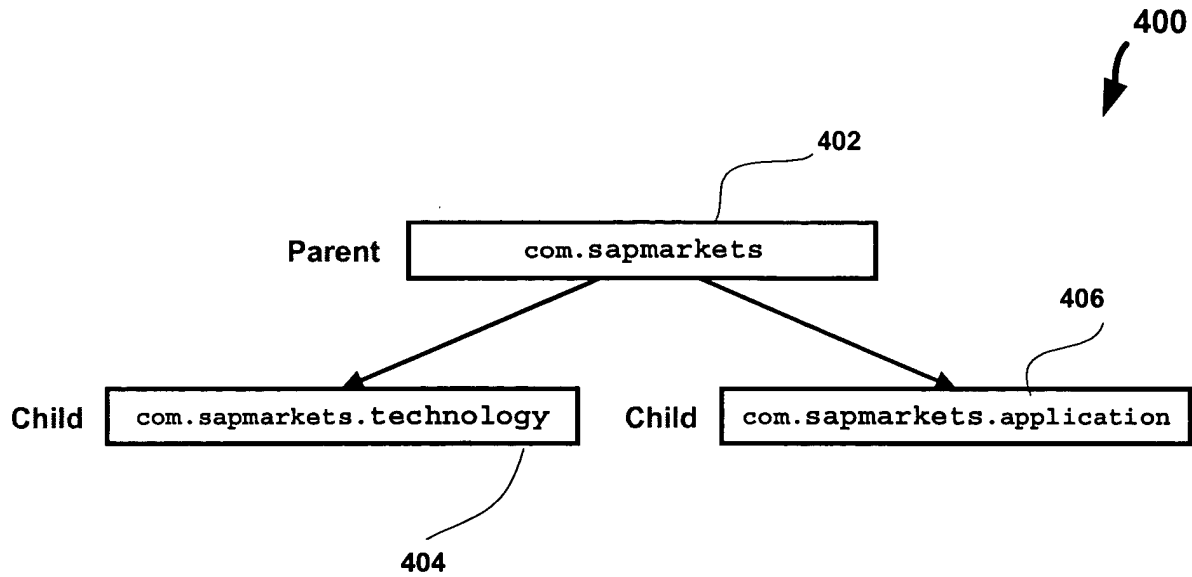 400
402
Parent com.sapmarkets
406
Child com.sapmarkets.technology Child com.sapmarkets.application
404